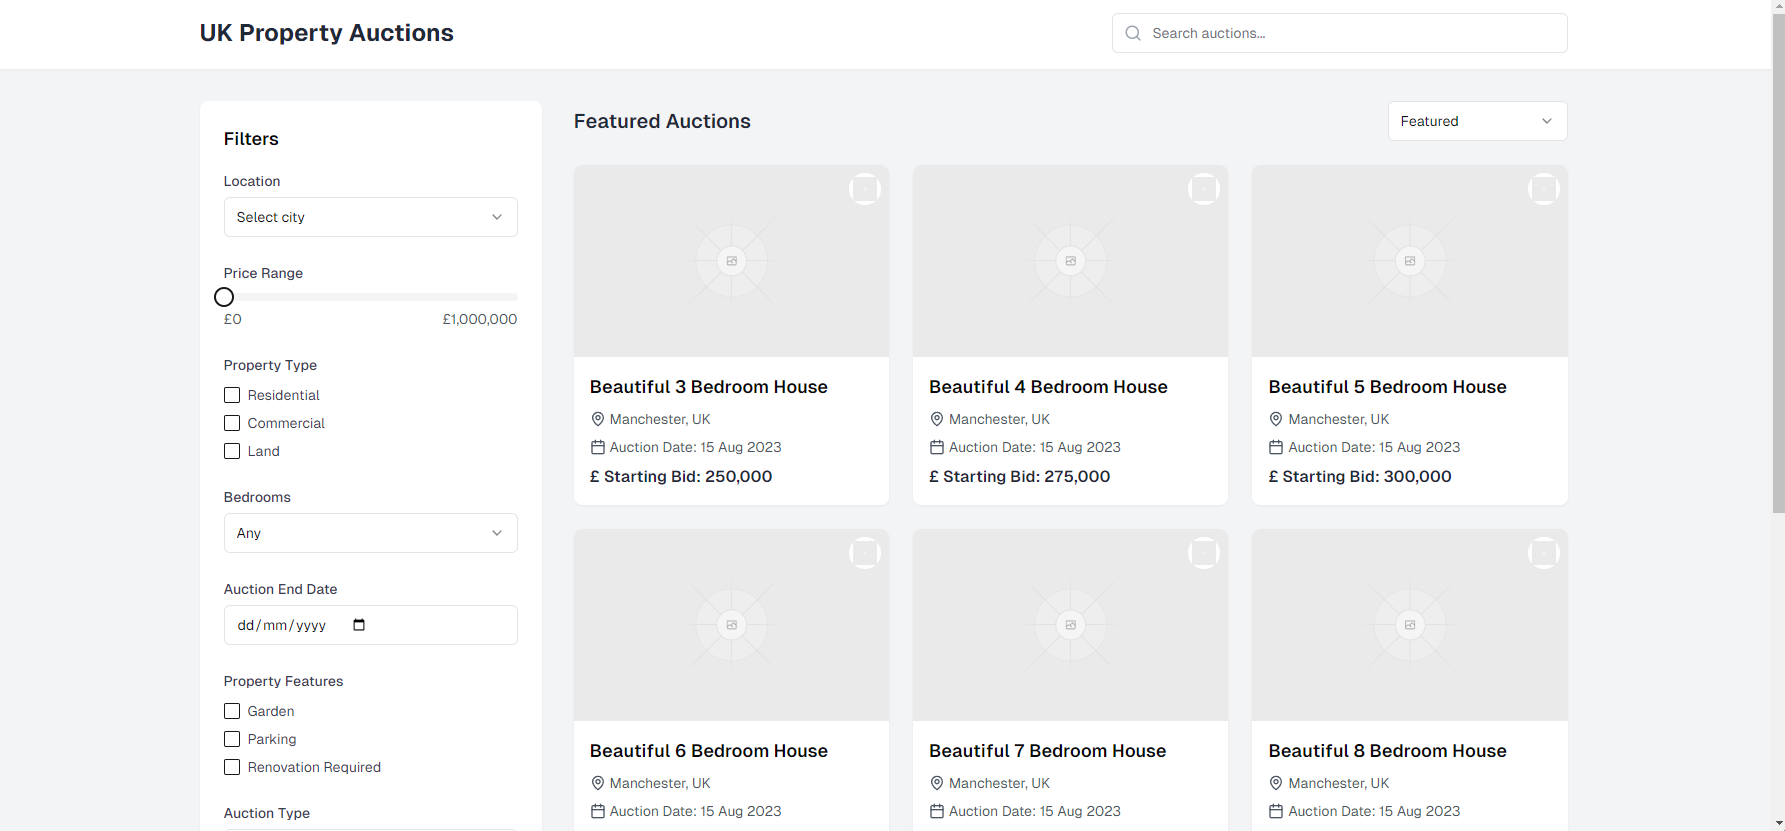 UK Property Auctions
Search auctions...
Filters
Location
Select city
Price Range
£0
£1,000,000
Property Type
Residential
Commercial
Land
Bedrooms
Any
Auction End Date
dd/mm/yyyy
Property Features
Garden
Parking
Renovation Required
Auction Type
Featured Auctions
Featured
Beautiful 3 Bedroom House
Manchester, UK
Auction Date: 15 Aug 2023
£ Starting Bid: 250,000
Beautiful 4 Bedroom House
Manchester, UK
Auction Date: 15 Aug 2023
£ Starting Bid: 275,000
Beautiful 5 Bedroom House
Manchester, UK
Auction Date: 15 Aug 2023
£ Starting Bid: 300,000
Beautiful 6 Bedroom House
Manchester, UK
Auction Date: 15 Aug 2023
Beautiful 7 Bedroom House
Manchester, UK
Auction Date: 15 Aug 2023
Beautiful 8 Bedroom House
Manchester, UK
Auction Date: 15 Aug 2023